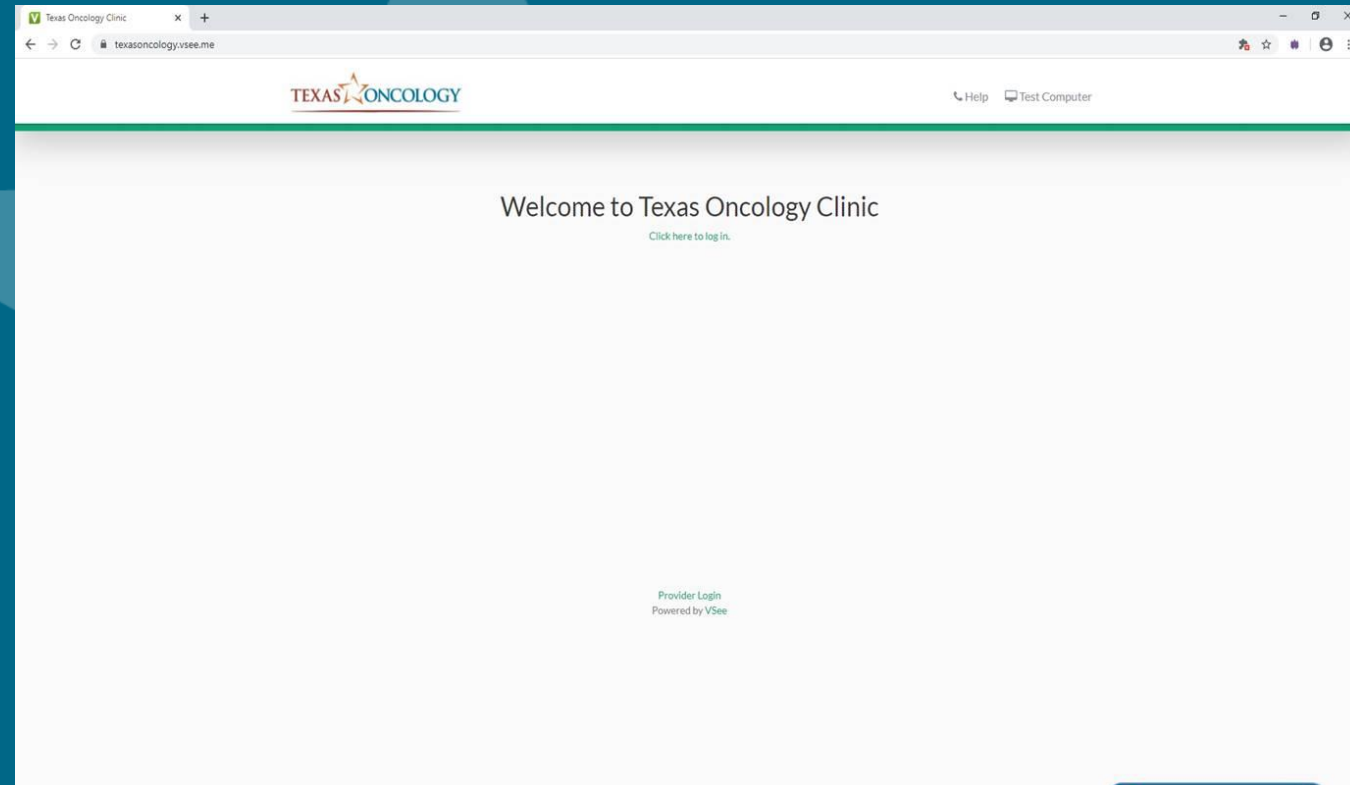 Texas Oncology Clinic
texasoncology.vsee.me
TEXAS ONCOLOGY
Help Test Computer
Welcome to Texas Oncology Clinic
Click here to log in.
Provider Login
Powered by VSee